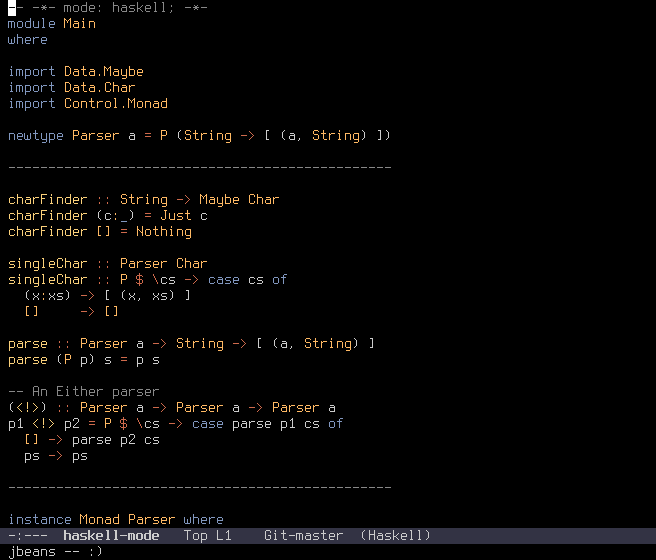 -- -*- mode: haskell; -*-
module Main
where

import Data.Maybe
import Data.Char
import Control.Monad

newtype Parser a = P (String -> [ (a, String) ])

------------------------------------------------

charFinder :: String -> Maybe Char
charFinder (c:_) = Just c
charFinder [] = Nothing

singleChar :: Parser Char
singleChar :: P $ \cs -> case cs of
  (x:xs) -> [ (x, xs) ]
  []     -> []

parse :: Parser a -> String -> [ (a, String) ]
parse (P p) s = p s

-- An Either parser
(<!>) :: Parser a -> Parser a -> Parser a
p1 <!> p2 = P $ \cs -> case parse p1 cs of
  [] -> parse p2 cs
  ps -> ps

------------------------------------------------

instance Monad Parser where
-:---  haskell-mode   Top L1    Git-master  (Haskell)
jbeans -- :)